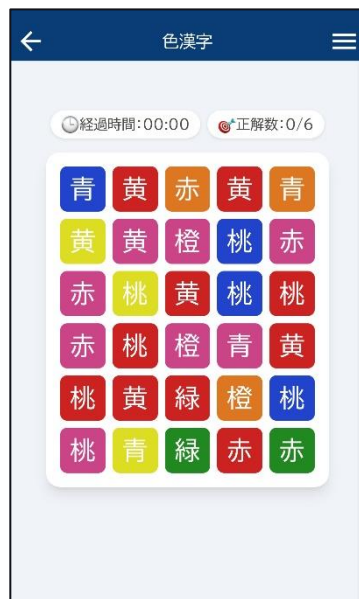 色漢字
経過時間:00:00 正解数:0/6
青 黄 赤 黄 青
黄 黄 橙 桃 赤
赤 桃 黄 桃 桃
赤 桃 橙 青 黄
桃 黄 緑 橙 桃
桃 青 緑 赤 赤